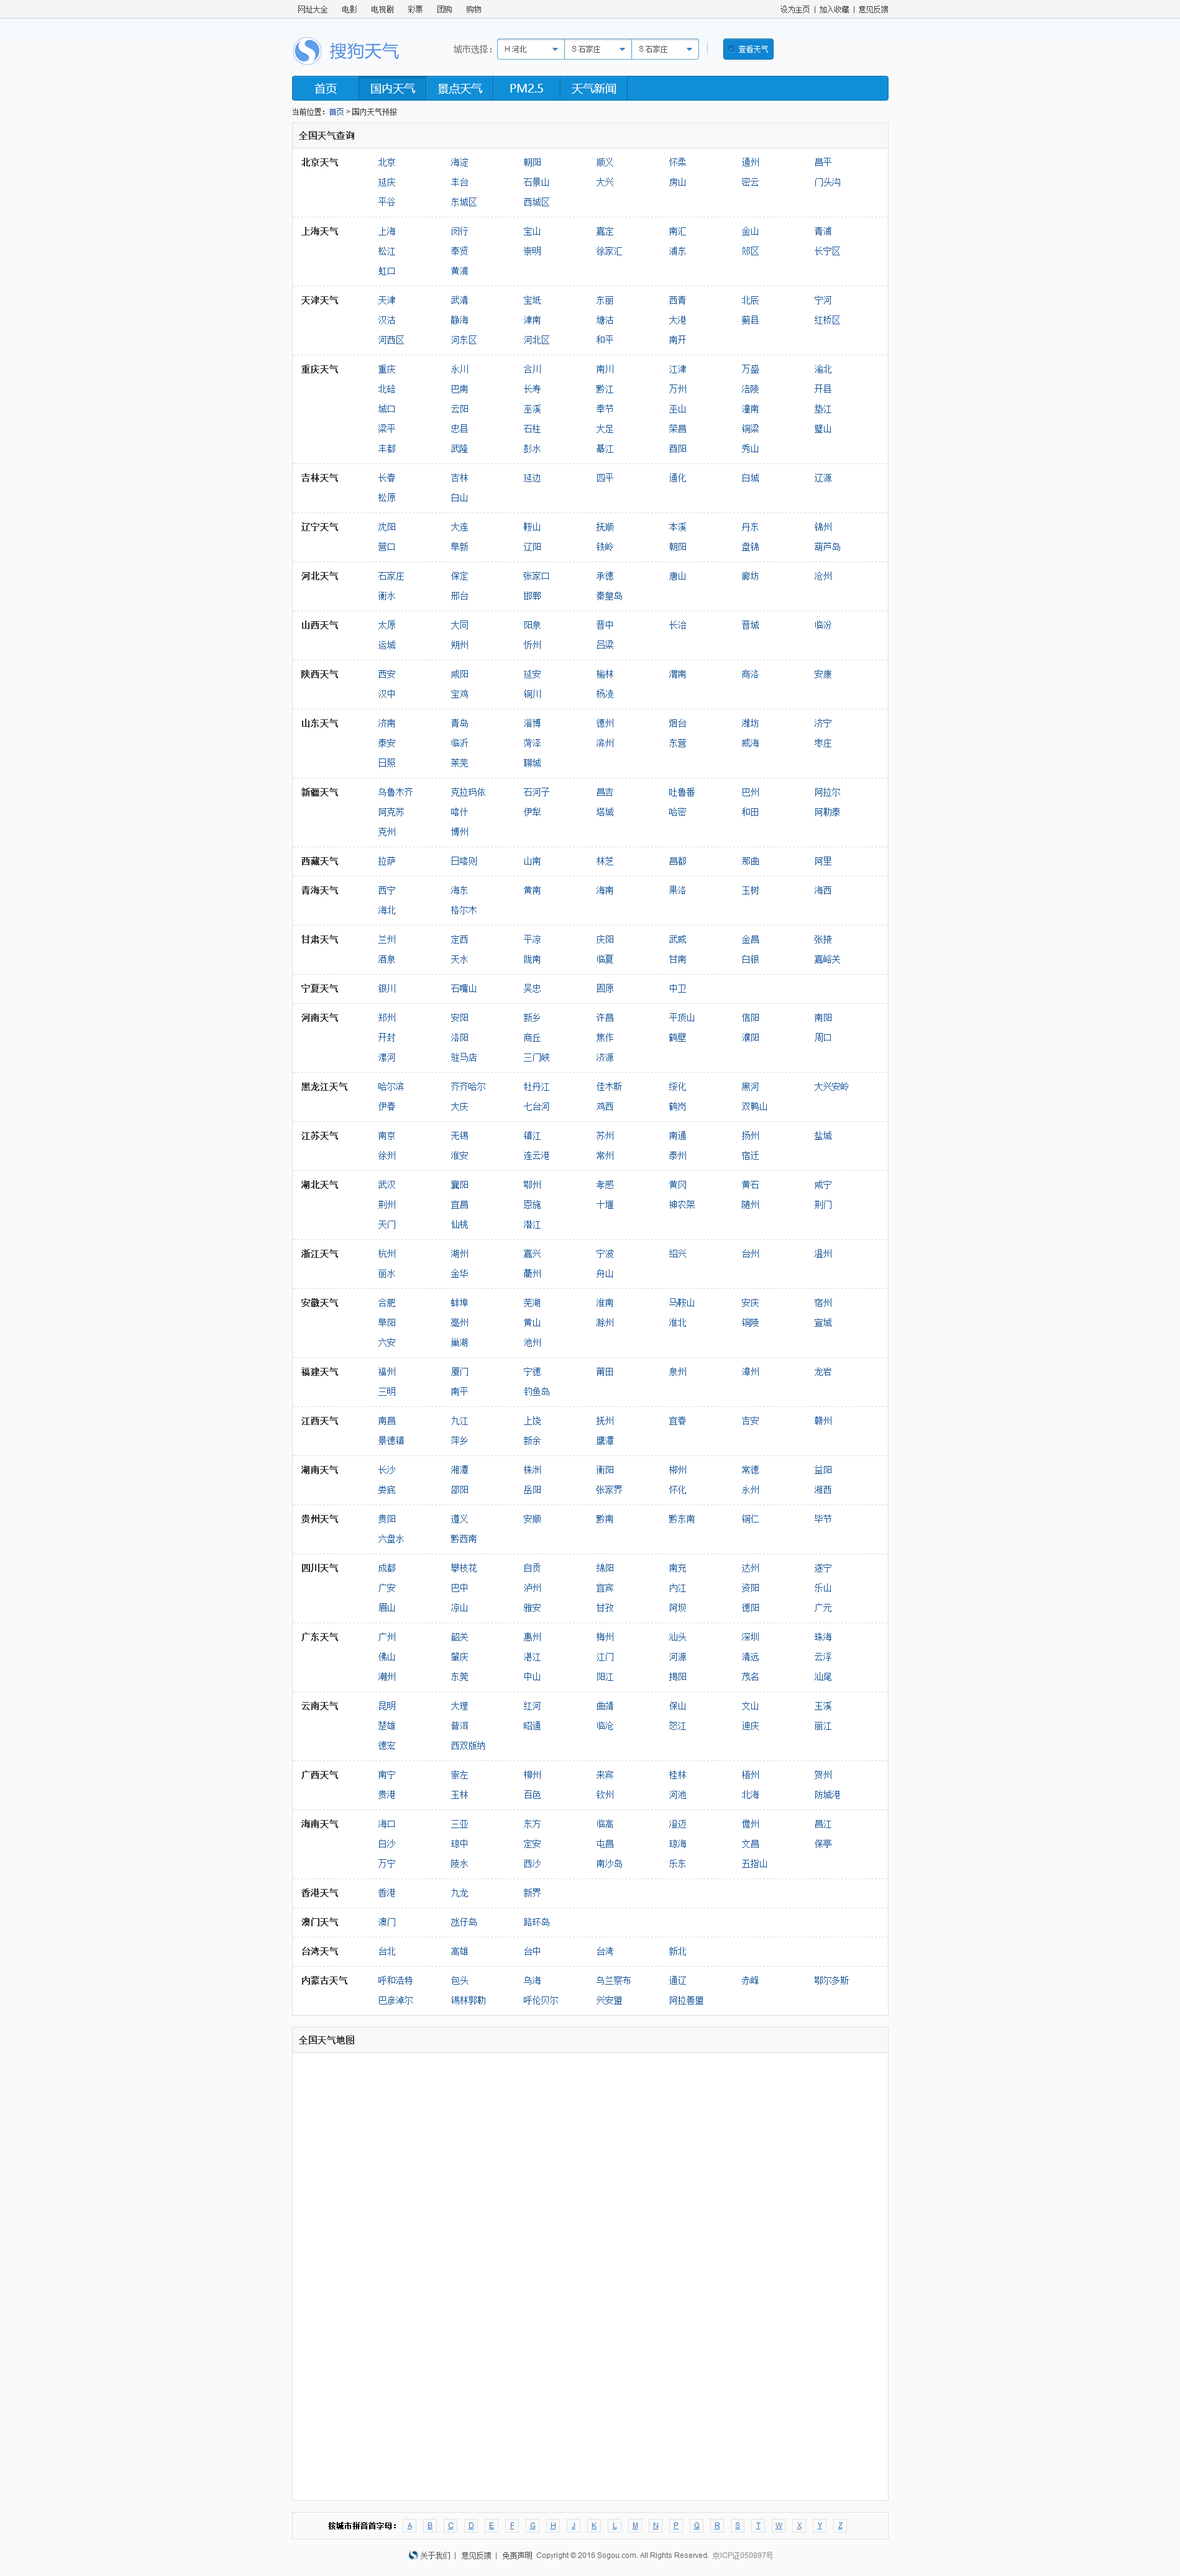 网址大全 电影 电视剧 彩票 团购 购物 设为主页 | 加入收藏 | 意见反馈
搜狗天气 城市选择： H 河北 S 石家庄 S 石家庄 查看天气
首页 国内天气 景点天气 PM2.5 天气新闻
当前位置：首页 > 国内天气预报
全国天气查询
北京天气 北京 海淀 朝阳 顺义 怀柔 通州 昌平
延庆 丰台 石景山 大兴 房山 密云 门头沟
平谷 东城区 西城区
上海天气 上海 闵行 宝山 嘉定 南汇 金山 青浦
松江 奉贤 崇明 徐家汇 浦东 郊区 长宁区
虹口 黄浦
天津天气 天津 武清 宝坻 东丽 西青 北辰 宁河
汉沽 静海 津南 塘沽 大港 蓟县 红桥区
河西区 河东区 河北区 和平 南开
重庆天气 重庆 永川 合川 南川 江津 万盛 渝北
北碚 巴南 长寿 黔江 万州 涪陵 开县
城口 云阳 巫溪 奉节 巫山 潼南 垫江
梁平 忠县 石柱 大足 荣昌 铜梁 璧山
丰都 武隆 彭水 綦江 酉阳 秀山
吉林天气 长春 吉林 延边 四平 通化 白城 辽源
松原 白山
辽宁天气 沈阳 大连 鞍山 抚顺 本溪 丹东 锦州
营口 阜新 辽阳 铁岭 朝阳 盘锦 葫芦岛
河北天气 石家庄 保定 张家口 承德 唐山 廊坊 沧州
衡水 邢台 邯郸 秦皇岛
山西天气 太原 大同 阳泉 晋中 长治 晋城 临汾
运城 朔州 忻州 吕梁
陕西天气 西安 咸阳 延安 榆林 渭南 商洛 安康
汉中 宝鸡 铜川 杨凌
山东天气 济南 青岛 淄博 德州 烟台 潍坊 济宁
泰安 临沂 菏泽 滨州 东营 威海 枣庄
日照 莱芜 聊城
新疆天气 乌鲁木齐 克拉玛依 石河子 昌吉 吐鲁番 巴州 阿拉尔
阿克苏 喀什 伊犁 塔城 哈密 和田 阿勒泰
克州 博州
西藏天气 拉萨 日喀则 山南 林芝 昌都 那曲 阿里
青海天气 西宁 海东 黄南 海南 果洛 玉树 海西
海北 格尔木
甘肃天气 兰州 定西 平凉 庆阳 武威 金昌 张掖
酒泉 天水 陇南 临夏 甘南 白银 嘉峪关
宁夏天气 银川 石嘴山 吴忠 固原 中卫
河南天气 郑州 安阳 新乡 许昌 平顶山 信阳 南阳
开封 洛阳 商丘 焦作 鹤壁 濮阳 周口
漯河 驻马店 三门峡 济源
黑龙江天气 哈尔滨 齐齐哈尔 牡丹江 佳木斯 绥化 黑河 大兴安岭
伊春 大庆 七台河 鸡西 鹤岗 双鸭山
江苏天气 南京 无锡 镇江 苏州 南通 扬州 盐城
徐州 淮安 连云港 常州 泰州 宿迁
湖北天气 武汉 襄阳 鄂州 孝感 黄冈 黄石 咸宁
荆州 宜昌 恩施 十堰 神农架 随州 荆门
天门 仙桃 潜江
浙江天气 杭州 湖州 嘉兴 宁波 绍兴 台州 温州
丽水 金华 衢州 舟山
安徽天气 合肥 蚌埠 芜湖 淮南 马鞍山 安庆 宿州
阜阳 亳州 黄山 滁州 淮北 铜陵 宣城
六安 巢湖 池州
福建天气 福州 厦门 宁德 莆田 泉州 漳州 龙岩
三明 南平 钓鱼岛
江西天气 南昌 九江 上饶 抚州 宜春 吉安 赣州
景德镇 萍乡 新余 鹰潭
湖南天气 长沙 湘潭 株洲 衡阳 郴州 常德 益阳
娄底 邵阳 岳阳 张家界 怀化 永州 湘西
贵州天气 贵阳 遵义 安顺 黔南 黔东南 铜仁 毕节
六盘水 黔西南
四川天气 成都 攀枝花 自贡 绵阳 南充 达州 遂宁
广安 巴中 泸州 宜宾 内江 资阳 乐山
眉山 凉山 雅安 甘孜 阿坝 德阳 广元
广东天气 广州 韶关 惠州 梅州 汕头 深圳 珠海
佛山 肇庆 湛江 江门 河源 清远 云浮
潮州 东莞 中山 阳江 揭阳 茂名 汕尾
云南天气 昆明 大理 红河 曲靖 保山 文山 玉溪
楚雄 普洱 昭通 临沧 怒江 迪庆 丽江
德宏 西双版纳
广西天气 南宁 崇左 柳州 来宾 桂林 梧州 贺州
贵港 玉林 百色 钦州 河池 北海 防城港
海南天气 海口 三亚 东方 临高 澄迈 儋州 昌江
白沙 琼中 定安 屯昌 琼海 文昌 保亭
万宁 陵水 西沙 南沙岛 乐东 五指山
香港天气 香港 九龙 新界
澳门天气 澳门 氹仔岛 路环岛
台湾天气 台北 高雄 台中 台湾 新北
内蒙古天气 呼和浩特 包头 乌海 乌兰察布 通辽 赤峰 鄂尔多斯
巴彦淖尔 锡林郭勒 呼伦贝尔 兴安盟 阿拉善盟
全国天气地图
按城市拼音首字母： A B C D E F G H J K L M N P Q R S T W X Y Z
关于我们 | 意见反馈 | 免责声明 Copyright © 2016 Sogou.com. All Rights Reserved. 京ICP证050897号